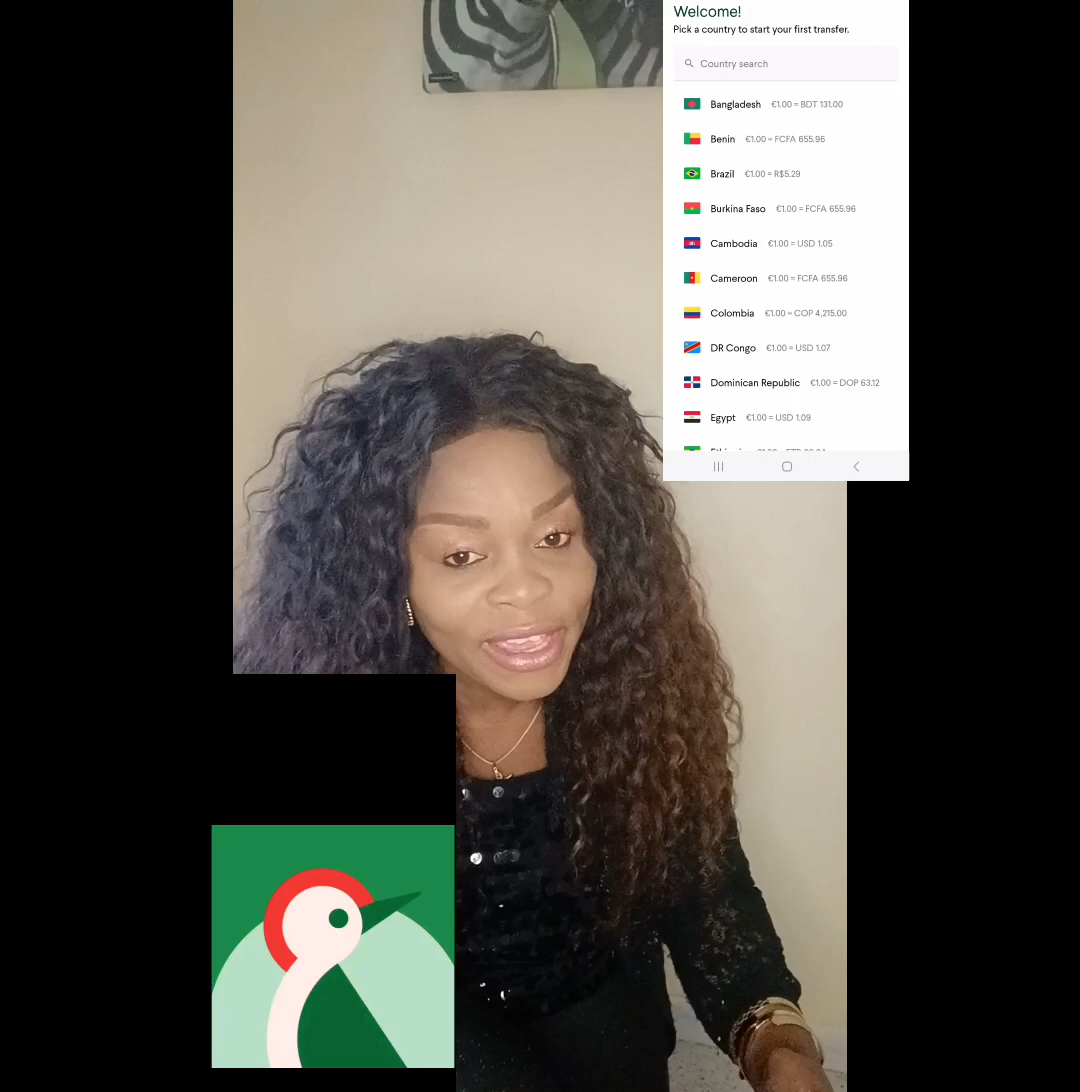 Welcome!
Pick a country to start your first transfer.
Country search
Bangladesh €1.00 = BDT 131.00
Benin €1.00 = FCFA 655.96
Brazil €1.00 = R$5.29
Burkina Faso €1.00 = FCFA 655.96
Cambodia €1.00 = USD 1.05
Cameroon €1.00 = FCFA 655.96
Colombia €1.00 = COP 4,215.00
DR Congo €1.00 = USD 1.07
Dominican Republic €1.00 = DOP 63.12
Egypt €1.00 = USD 1.09